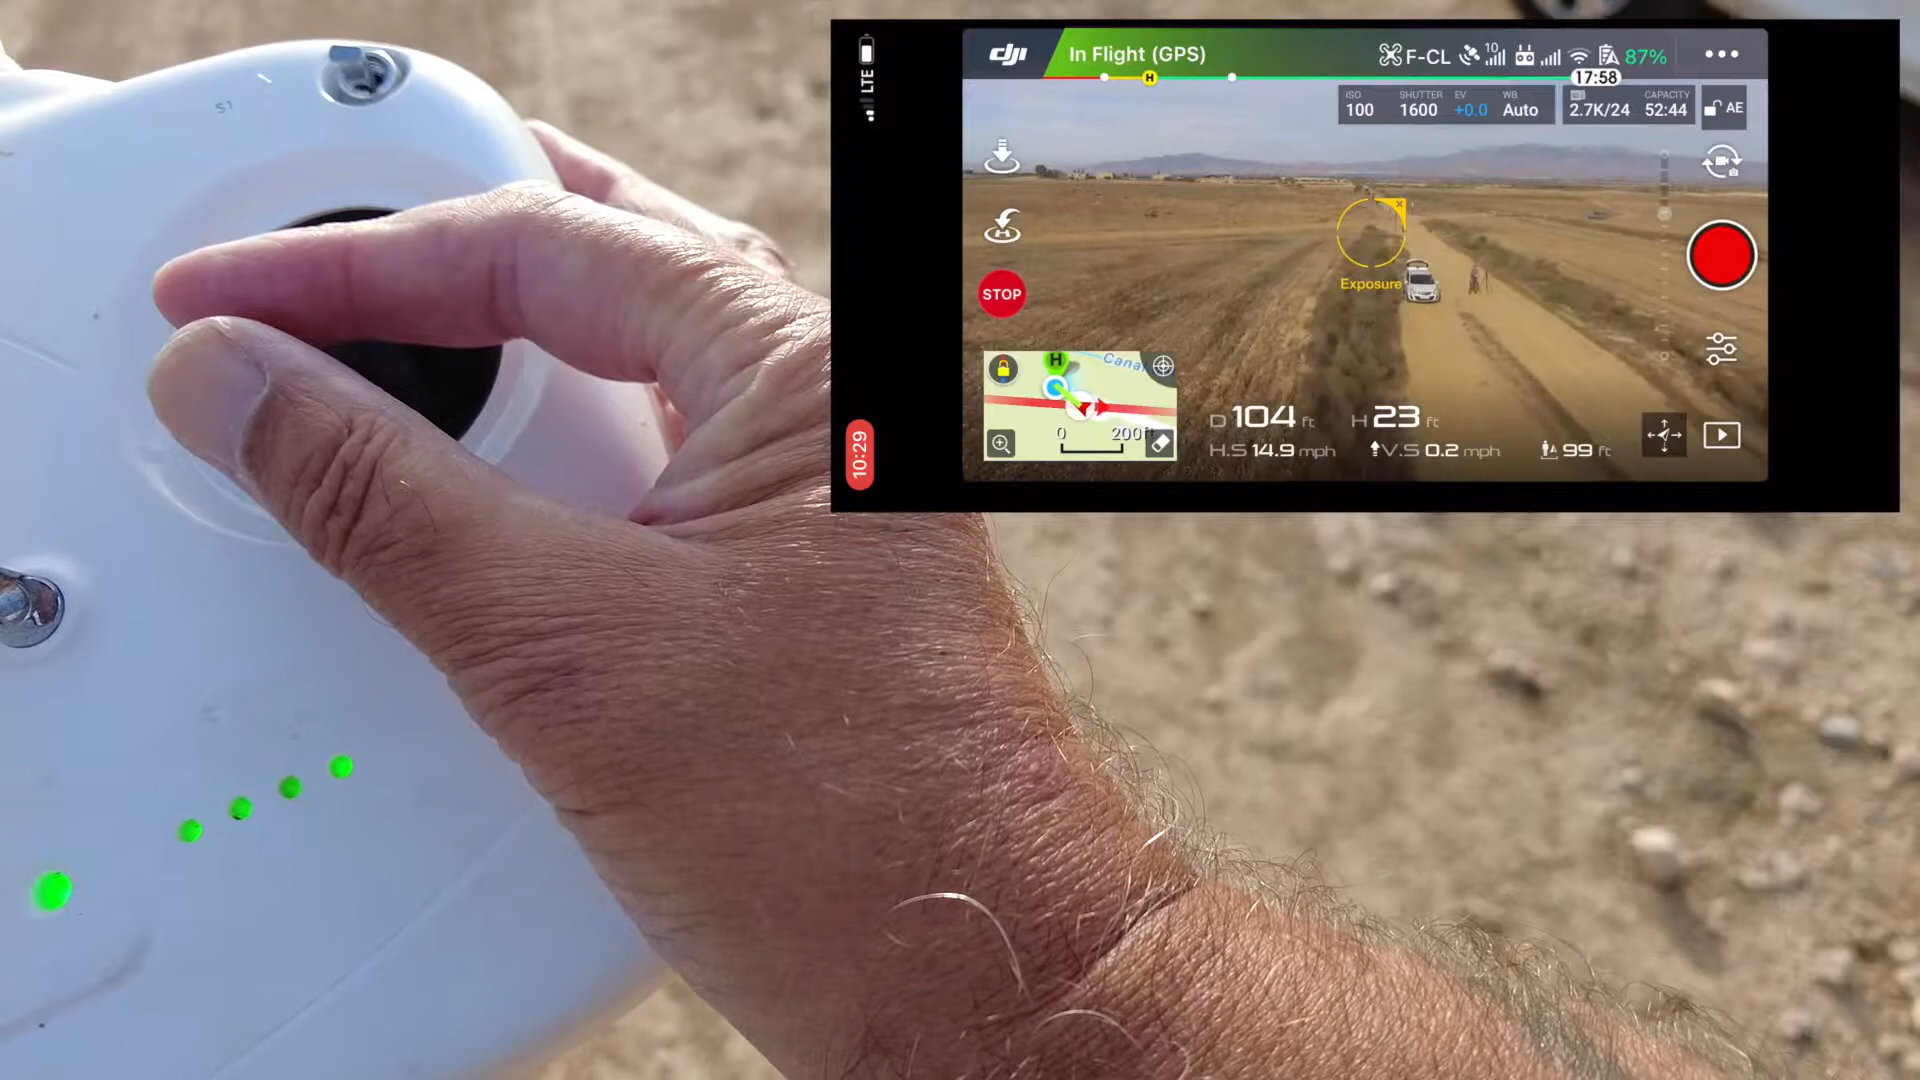 S1
LTE
10:29
dji In Flight (GPS) F-CL 10 87%
H 17:58
ISO SHUTTER EV WB CAPACITY
100 1600 +0.0 Auto 2.7K/24 52:44 AE
H
STOP
Exposure
H Canal
0 200ft
D 104 ft H 23 ft
H.S 14.9 mph V.S 0.2 mph 99 ft